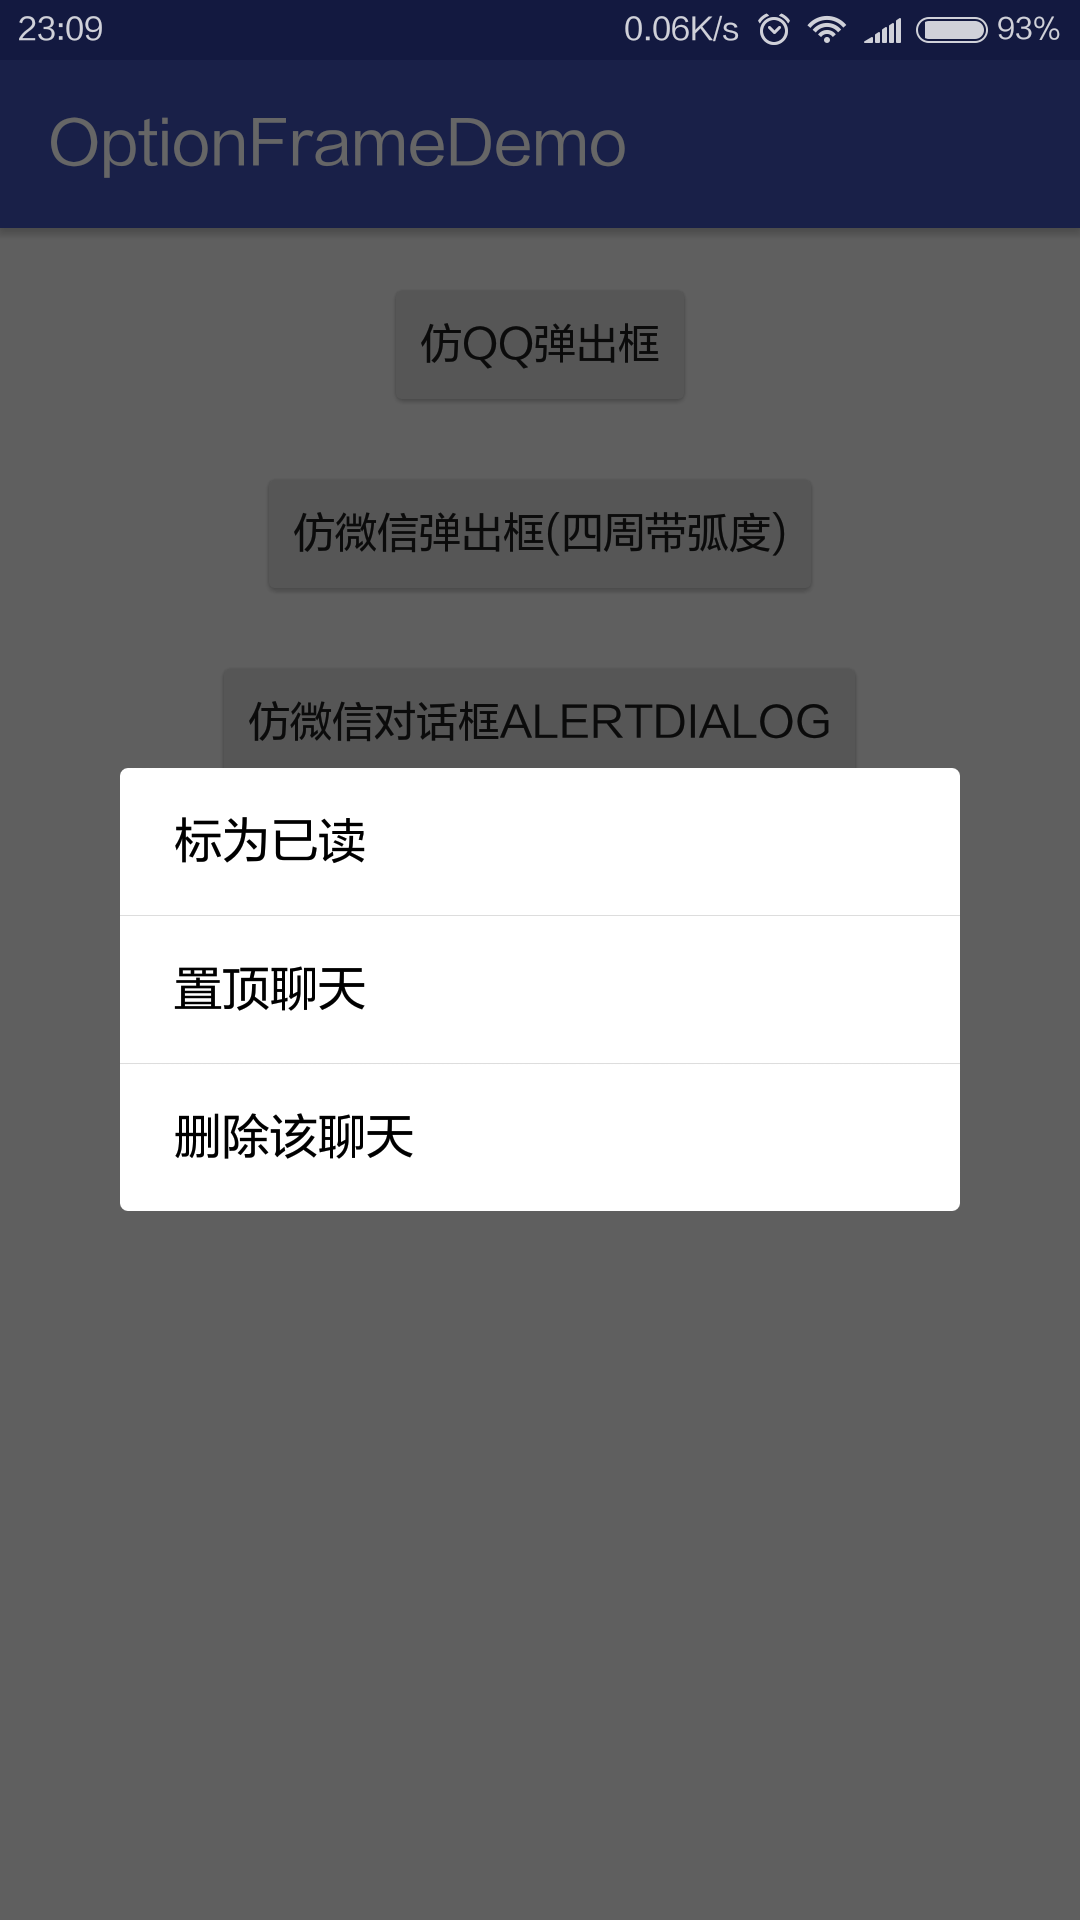 23:09 0.06K/s 93%
OptionFrameDemo
仿QQ弹出框
仿微信弹出框(四周带弧度)
仿微信对话框ALERTDIALOG
标为已读
置顶聊天
删除该聊天